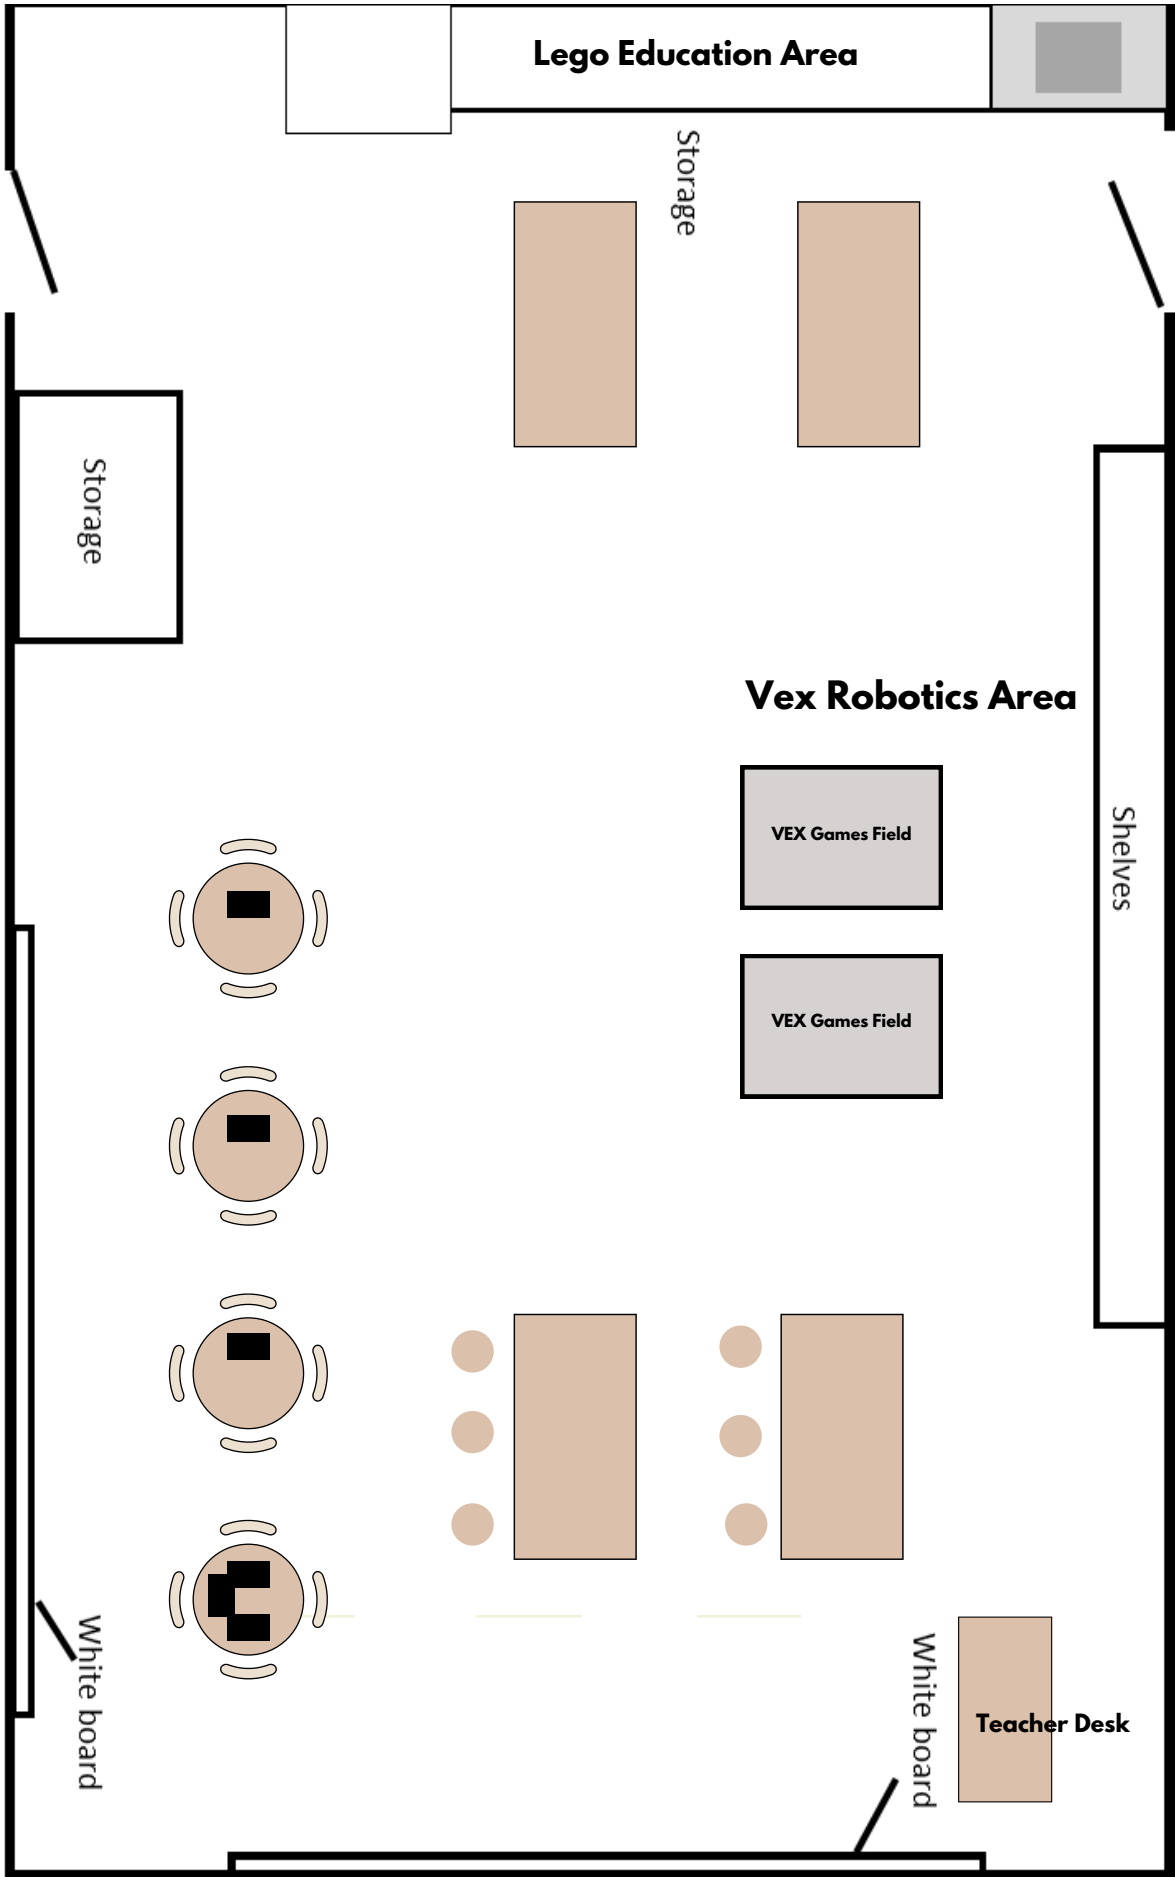 Lego Education Area
Storage
Storage
Vex Robotics Area
VEX Games Field
Shelves
VEX Games Field
White board
White board
Teacher Desk